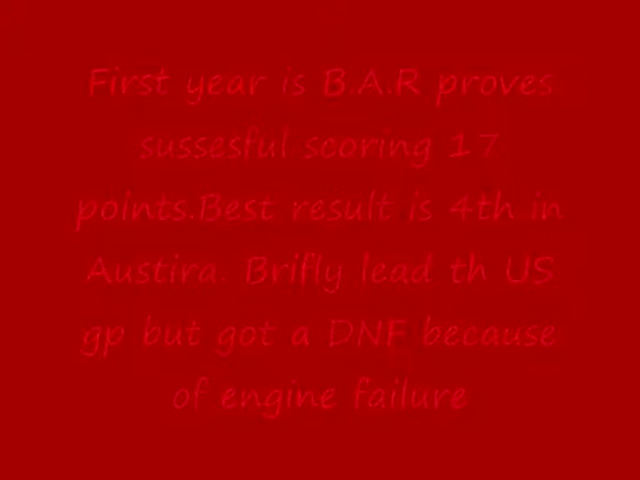 First year is B.A.R proves
sussesful scoring 17
points.Best result is 4th in
Austira. Brifly lead th US
gp but got a DNF because
of engine failure